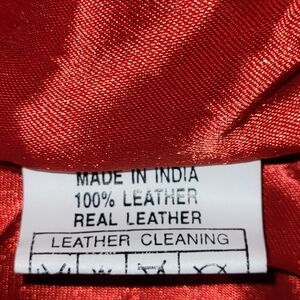 MADE IN INDIA
100% LEATHER
REAL LEATHER
LEATHER CLEANING